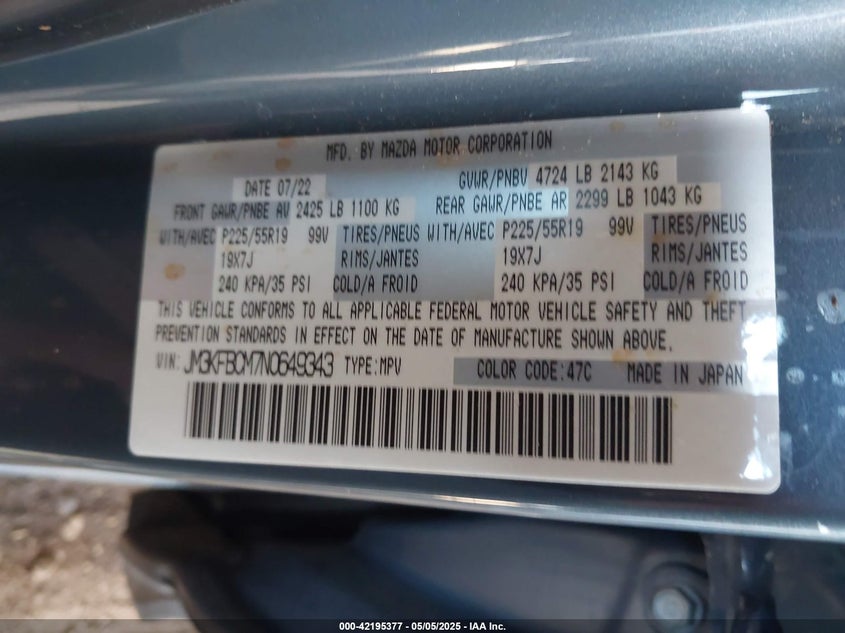 MFD. BY MAZDA MOTOR CORPORATION
DATE 07/22 GVWR/PNBV 4724 LB 2143 KG
FRONT GAWR/PNBE AV 2425 LB 1100 KG REAR GAWR/PNBE AR 2299 LB 1043 KG
WITH/AVEC P225/55R19 99V TIRES/PNEUS WITH/AVEC P225/55R19 99V TIRES/PNEUS
19X7J RIMS/JANTES 19X7J RIMS/JANTES
240 KPA/35 PSI COLD/A FROID 240 KPA/35 PSI COLD/A FROID
THIS VEHICLE CONFORMS TO ALL APPLICABLE FEDERAL MOTOR VEHICLE SAFETY AND THEFT
PREVENTION STANDARDS IN EFFECT ON THE DATE OF MANUFACTURE SHOWN ABOVE.
VIN: JM3KFBCM7N0649343 TYPE:MPV COLOR CODE:47C MADE IN JAPAN
000-42195377 - 05/05/2025 - IAA Inc.